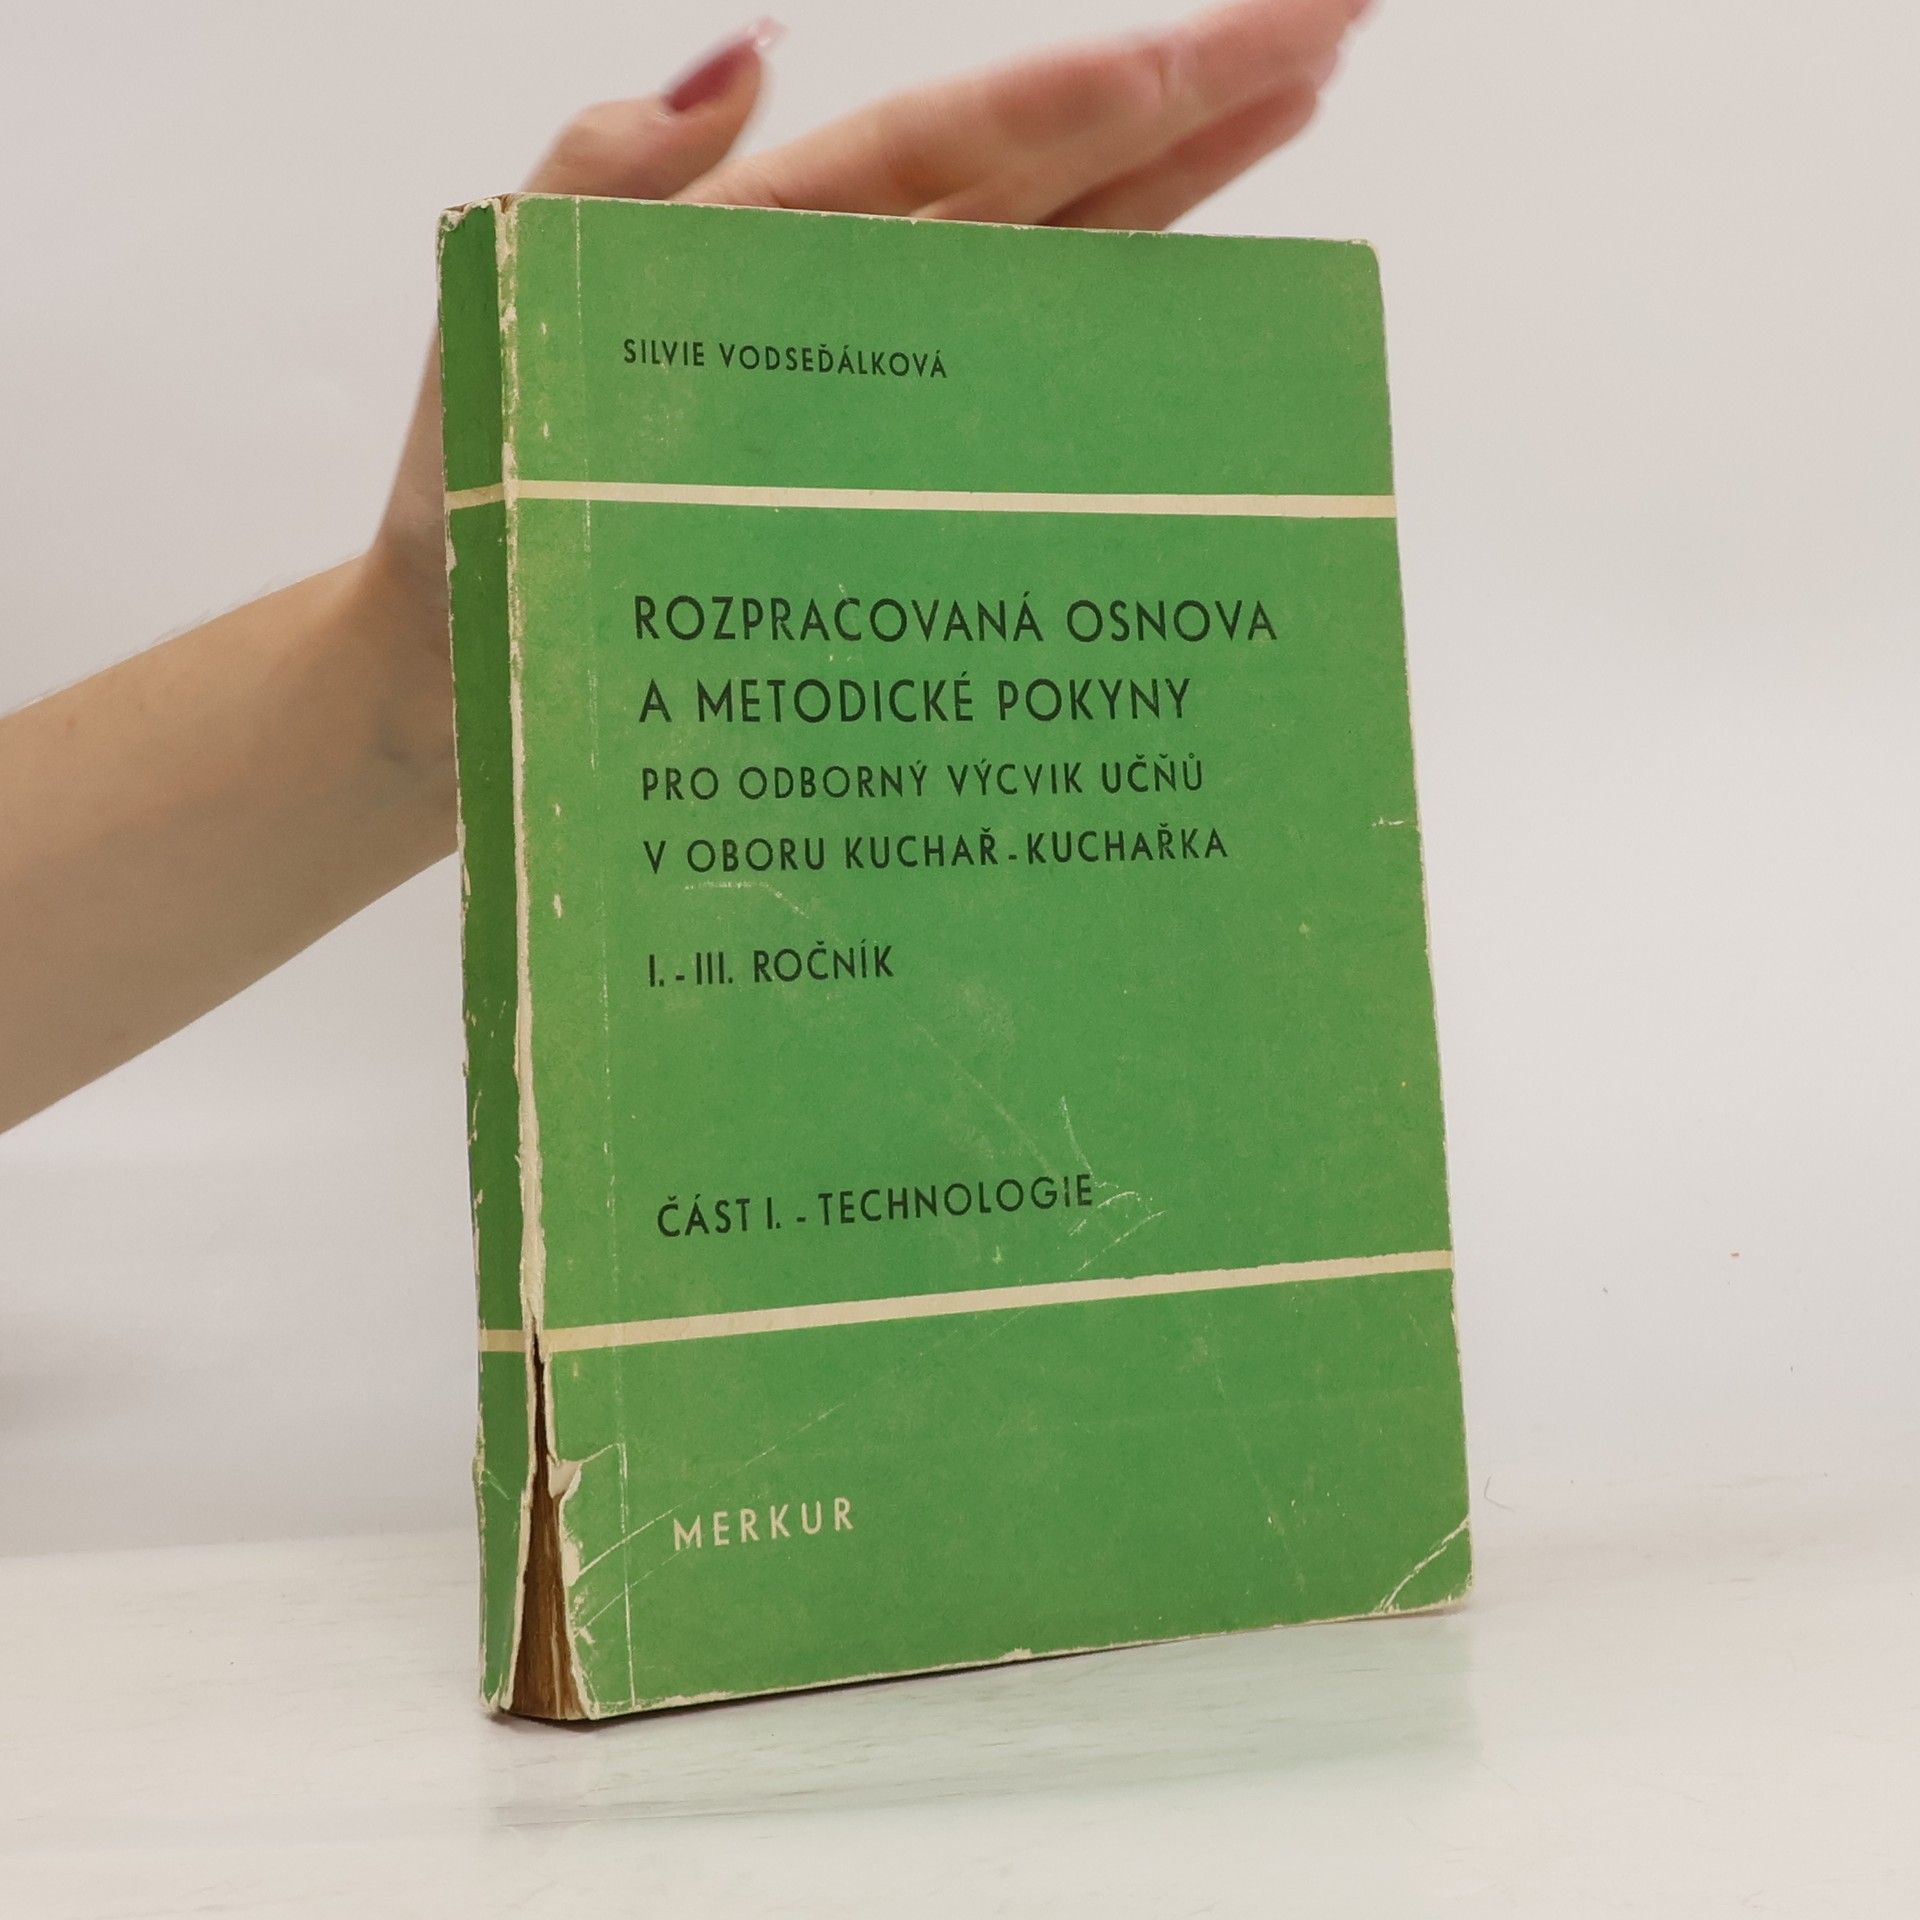 SILVIE VODSEĎÁLKOVÁ
ROZPRACOVANÁ OSNOVA
A METODICKÉ POKYNY
PRO ODBORNÝ VÝCVIK UČŇŮ
V OBORU KUCHAŘ-KUCHAŘKA
I.-III. ROČNÍK
ČÁST I. - TECHNOLOGIE
MERKUR